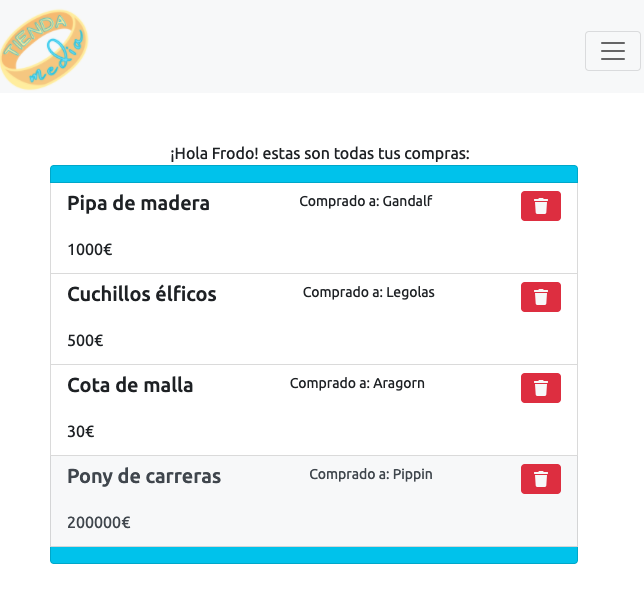 TIENDA
media
¡Hola Frodo! estas son todas tus compras:
Pipa de madera
Comprado a: Gandalf
1000€
Cuchillos élficos
Comprado a: Legolas
500€
Cota de malla
Comprado a: Aragorn
30€
Pony de carreras
Comprado a: Pippin
200000€